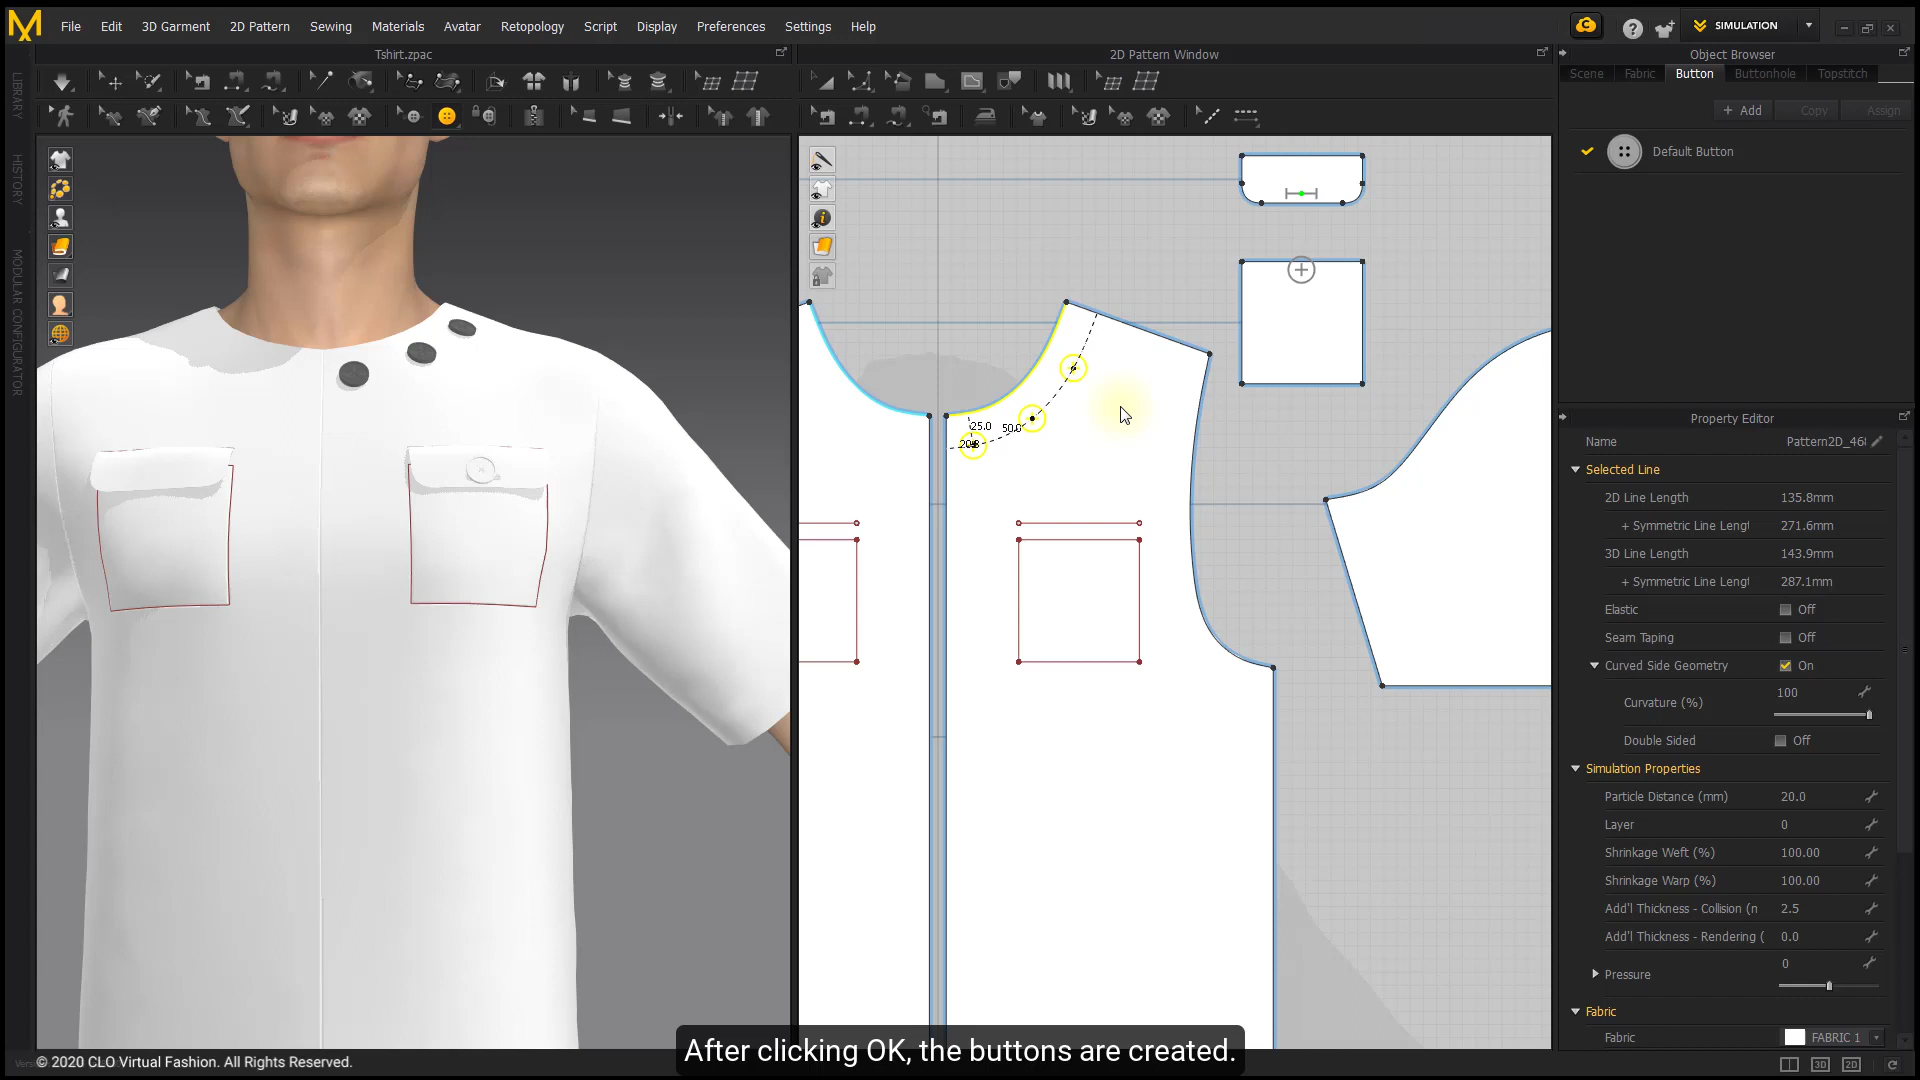 File Edit 3D Garment 2D Pattern Sewing Materials Avatar Retopology Script Display Preferences Settings Help
SIMULATION
Tshirt.zpac
2D Pattern Window
Object Browser
Scene Fabric Button Buttonhole Topstitch
+ Add Copy Assign
Default Button
LIBRARY
HISTORY
MODULAR CONFIGURATOR
25.0
50.0
Property Editor
Name Pattern2D_46
Selected Line
2D Line Length 135.8mm
+ Symmetric Line Lengt 271.6mm
3D Line Length 143.9mm
+ Symmetric Line Lengt 287.1mm
Elastic Off
Seam Taping Off
Curved Side Geometry On
Curvature (%) 100
Double Sided Off
Simulation Properties
Particle Distance (mm) 20.0
Layer 0
Shrinkage Weft (%) 100.00
Shrinkage Warp (%) 100.00
Add'l Thickness - Collision (n 2.5
Add'l Thickness - Rendering ( 0.0
Pressure 0
Fabric
Fabric FABRIC 1
After clicking OK, the buttons are created.
© 2020 CLO Virtual Fashion. All Rights Reserved.
3D 2D